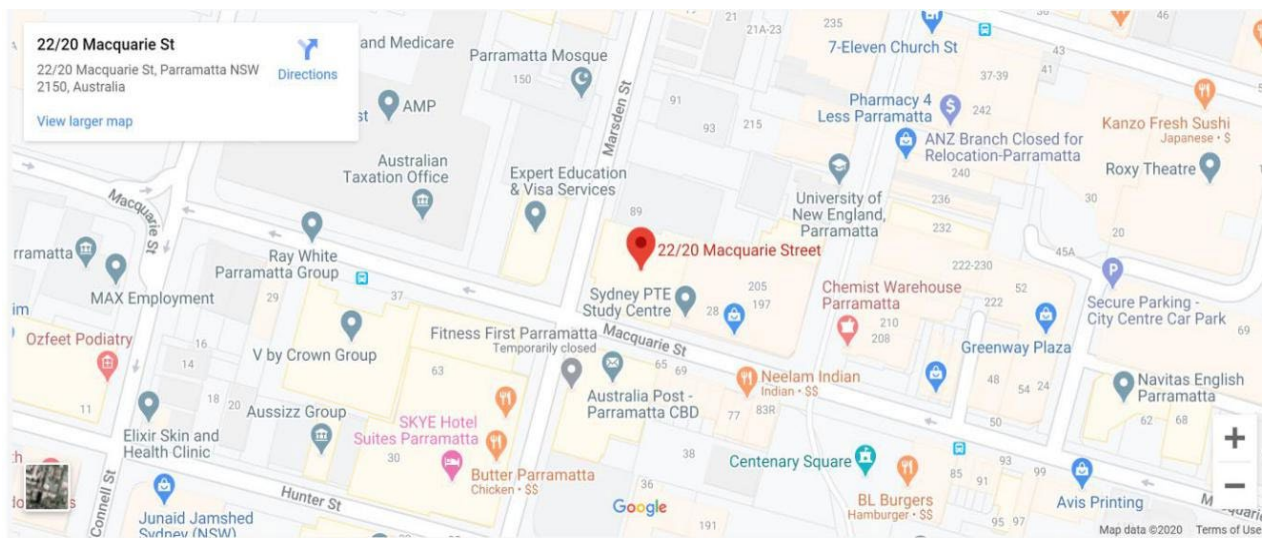 22/20 Macquarie St
22/20 Macquarie St, Parramatta NSW
2150, Australia
Directions
View larger map
and Medicare
AMP
Australian
Taxation Office
Parramatta Mosque
150
Marsden St
21
21A-23
235
7-Eleven Church St
46
43
41
37-39
242
91
93
215
Pharmacy 4
Less Parramatta
ANZ Branch Closed for
Relocation-Parramatta
240
Kanzo Fresh Sushi
Japanese • $
Roxy Theatre
Expert Education
& Visa Services
University of
New England,
Parramatta
236
232
30
20
89
22/20 Macquarie Street
Macquarie St
Ray White
Parramatta Group
MAX Employment
29
37
Sydney PTE
Study Centre
28
205
197
Chemist Warehouse
Parramatta
210
208
222-230
222
52
45A
P
Secure Parking -
City Centre Car Park
69
Greenway Plaza
Ozfeet Podiatry
16
14
18
20
11
V by Crown Group
Fitness First Parramatta
Temporarily closed
63
Macquarie St
65
69
Neelam Indian
Indian • $$
48
54
24
50
Navitas English
Parramatta
62
68
Elixir Skin and
Health Clinic
Aussizz Group
SKYE Hotel
Suites Parramatta
30
Butter Parramatta
Chicken • $$
Australia Post -
Parramatta CBD
77
83R
38
36
191
Centenary Square
BL Burgers
Hamburger • $$
85
91
93
99
95
97
Avis Printing
Hunter St
Junaid Jamshed
Sydney (NSW)
Google
+
−
Map data ©2020
Terms of Use